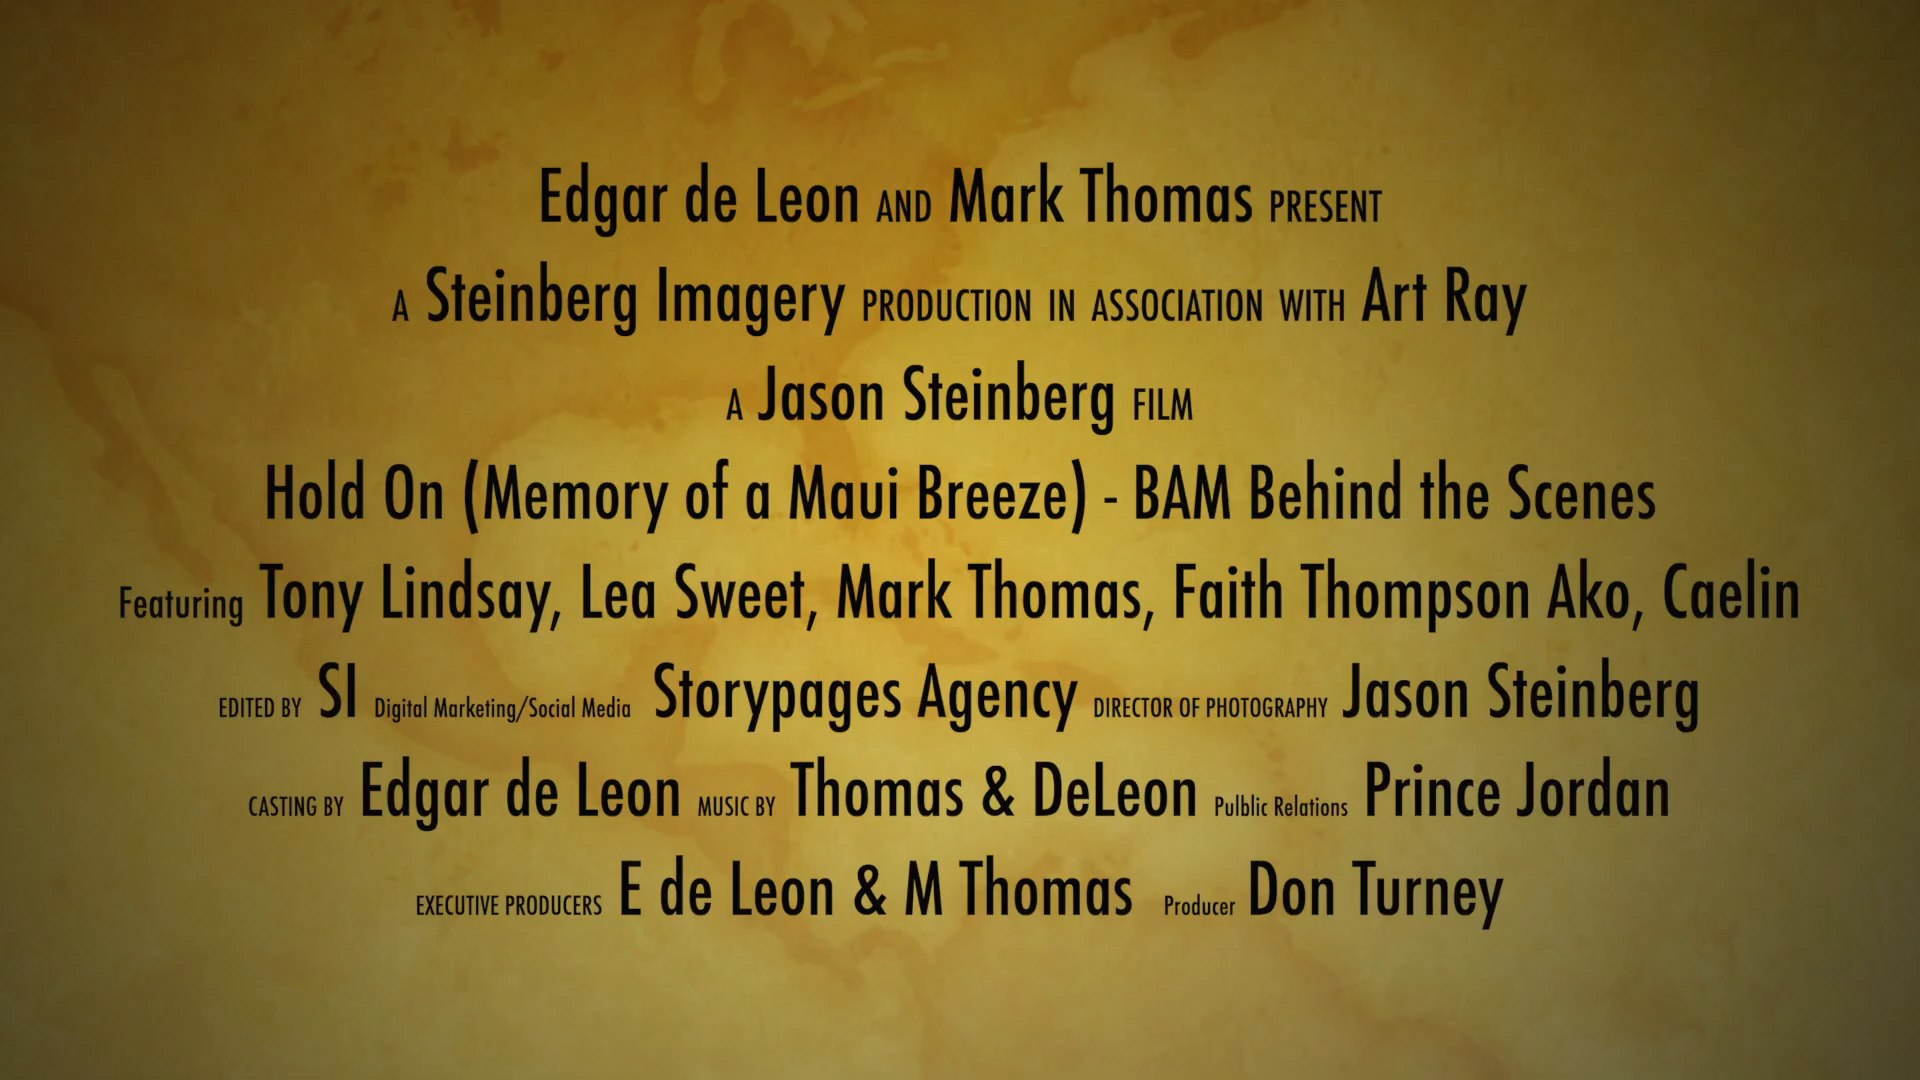 Edgar de Leon AND Mark Thomas PRESENT
A Steinberg Imagery PRODUCTION IN ASSOCIATION WITH Art Ray
A Jason Steinberg FILM
Hold On (Memory of a Maui Breeze) - BAM Behind the Scenes
Featuring Tony Lindsay, Lea Sweet, Mark Thomas, Faith Thompson Ako, Caelin
EDITED BY SI Digital Marketing/Social Media Storypages Agency DIRECTOR OF PHOTOGRAPHY Jason Steinberg
CASTING BY Edgar de Leon MUSIC BY Thomas & DeLeon Pulblic Relations Prince Jordan
EXECUTIVE PRODUCERS E de Leon & M Thomas Producer Don Turney